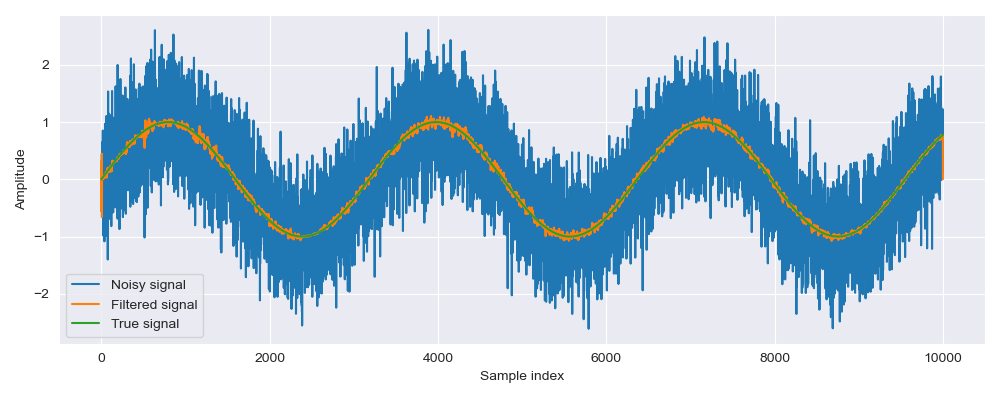 Amplitude
2
1
0
−1
−2
Noisy signal
Filtered signal
True signal
0 2000 4000 6000 8000 10000
Sample index